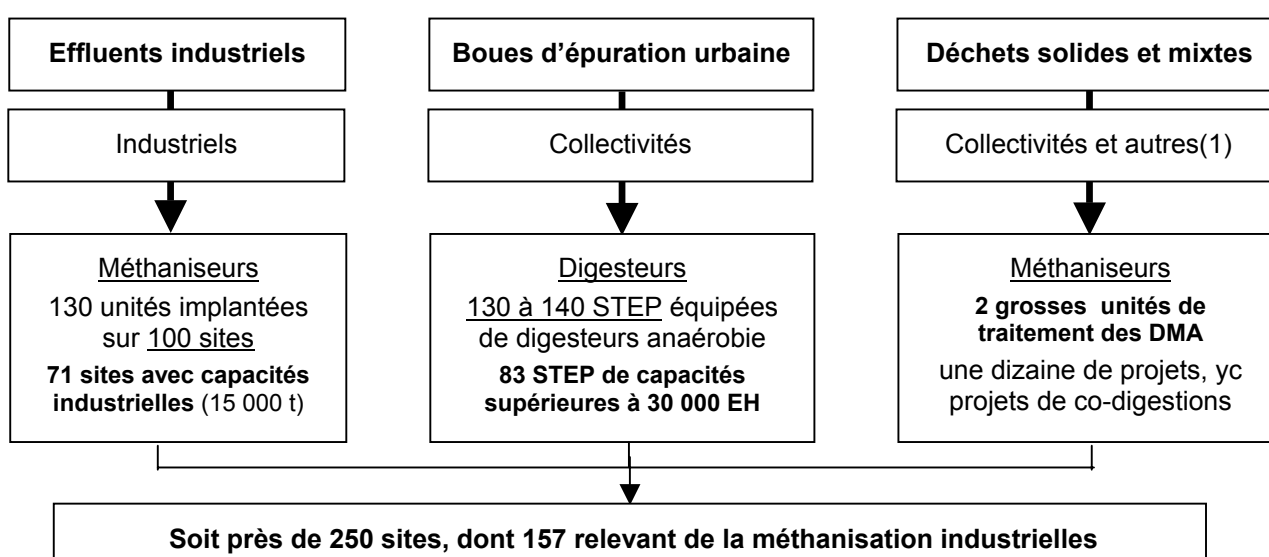 Effluents industriels
Industriels
Méthaniseurs
130 unités implantées
sur 100 sites
71 sites avec capacités
industrielles (15 000 t)
Boues d'épuration urbaine
Collectivités
Digesteurs
130 à 140 STEP équipées
de digesteurs anaérobie
83 STEP de capacités
supérieures à 30 000 EH
Déchets solides et mixtes
Collectivités et autres(1)
Méthaniseurs
2 grosses unités de
traitement des DMA
une dizaine de projets, yc
projets de co-digestions
Soit près de 250 sites, dont 157 relevant de la méthanisation industrielles